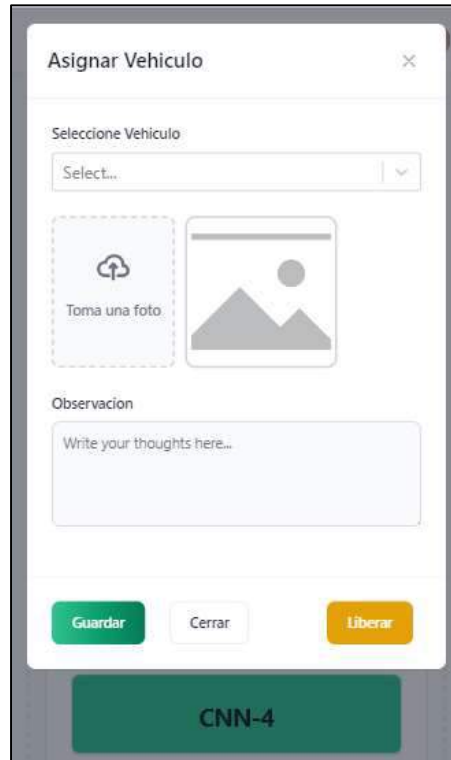 Asignar Vehiculo
Seleccione Vehiculo
Select...
Toma una foto
Observacion
Write your thoughts here...
Guardar
Cerrar
Liberar
CNN-4